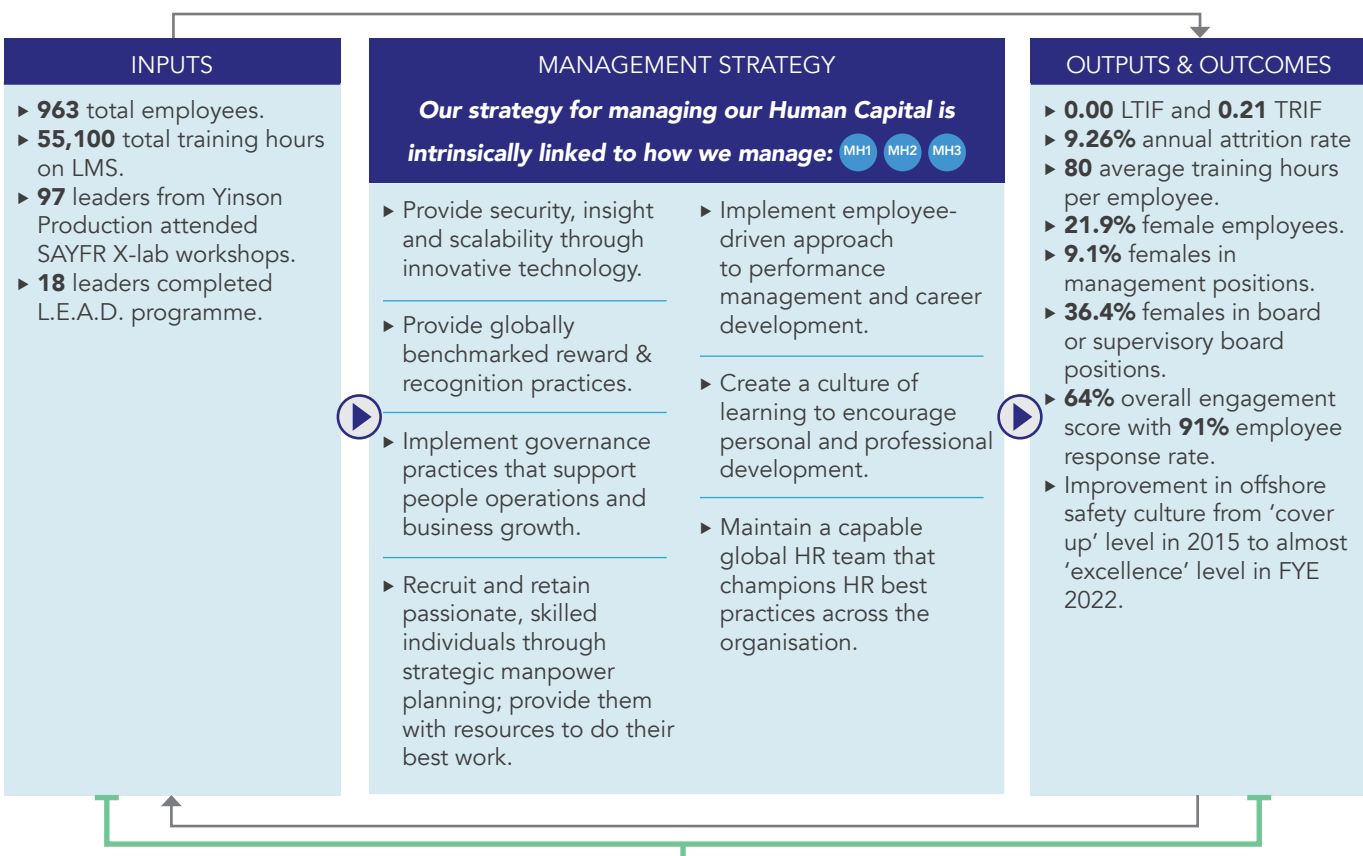 INPUTS
▸ 963 total employees.
▸ 55,100 total training hours
on LMS.
▸ 97 leaders from Yinson
Production attended
SAYFR X-lab workshops.
▸ 18 leaders completed
L.E.A.D. programme.
MANAGEMENT STRATEGY
Our strategy for managing our Human Capital is
intrinsically linked to how we manage: MH1 MH2 MH3
▸ Provide security, insight
and scalability through
innovative technology.
▸ Provide globally
benchmarked reward &
recognition practices.
▸ Implement governance
practices that support
people operations and
business growth.
▸ Recruit and retain
passionate, skilled
individuals through
strategic manpower
planning; provide them
with resources to do their
best work.
▸ Implement employee-
driven approach
to performance
management and career
development.
▸ Create a culture of
learning to encourage
personal and professional
development.
▸ Maintain a capable
global HR team that
champions HR best
practices across the
organisation.
OUTPUTS & OUTCOMES
▸ 0.00 LTIF and 0.21 TRIF
▸ 9.26% annual attrition rate
▸ 80 average training hours
per employee.
▸ 21.9% female employees.
▸ 9.1% females in
management positions.
▸ 36.4% females in board
or supervisory board
positions.
▸ 64% overall engagement
score with 91% employee
response rate.
▸ Improvement in offshore
safety culture from ‘cover
up’ level in 2015 to almost
‘excellence’ level in FYE
2022.